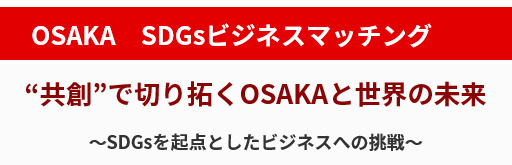 OSAKA　SDGsビジネスマッチング
“共創”で切り拓くOSAKAと世界の未来
～SDGsを起点としたビジネスへの挑戦～